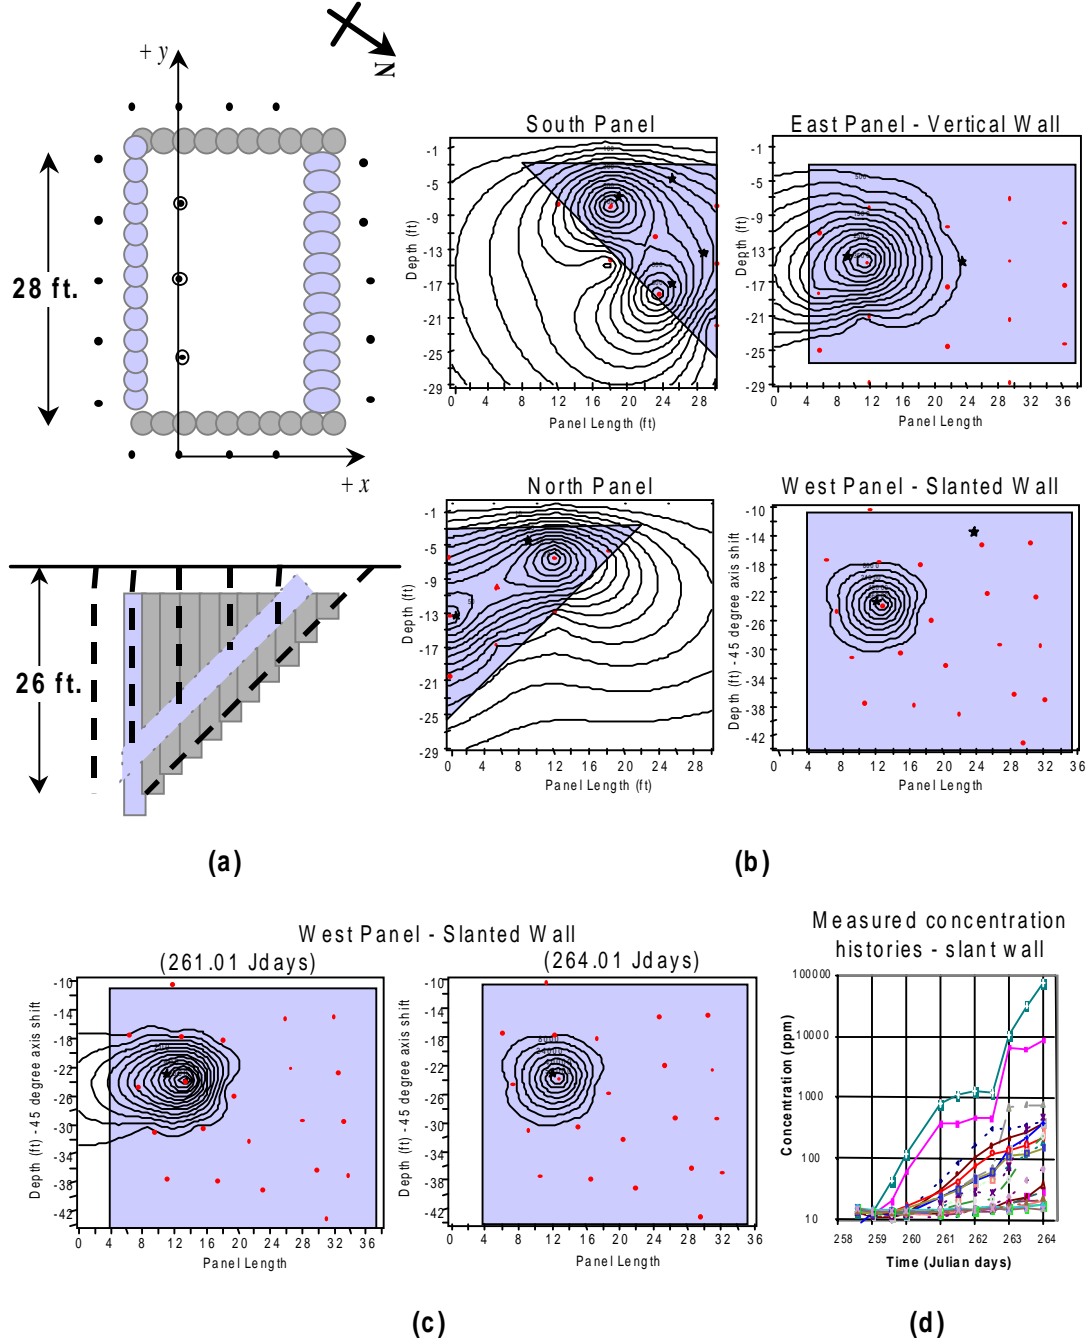 + y
N
28 ft.
+ x
26 ft.
(a)
South Panel
Depth (ft)
-1
-5
-9
-13
-17
-21
-25
-29
0 4 8 12 16 20 24 28
Panel Length (ft)
East Panel - Vertical Wall
Depth (ft)
-1
-5
-9
-13
-17
-21
-25
-29
0 4 8 12 16 20 24 28 32 36
Panel Length
North Panel
Depth (ft)
-1
-5
-9
-13
-17
-21
-25
-29
0 4 8 12 16 20 24 28
Panel Length (ft)
West Panel - Slanted Wall
Depth (ft) -45 degree axis shift
-10
-14
-18
-22
-26
-30
-34
-38
-42
0 4 8 12 16 20 24 28 32 36
Panel Length
(b)
West Panel - Slanted Wall
(261.01 Jdays)
(264.01 Jdays)
Depth (ft) -45 degree axis shift
-10
-14
-18
-22
-26
-30
-34
-38
-42
0 4 8 12 16 20 24 28 32 36
Panel Length
Depth (ft) -45 degree axis shift
-10
-14
-18
-22
-26
-30
-34
-38
-42
0 4 8 12 16 20 24 28 32 36
Panel Length
(c)
Measured concentration
histories - slant wall
Concentration (ppm)
100000
10000
1000
100
10
258 259 260 261 262 263 264
Time (Julian days)
(d)